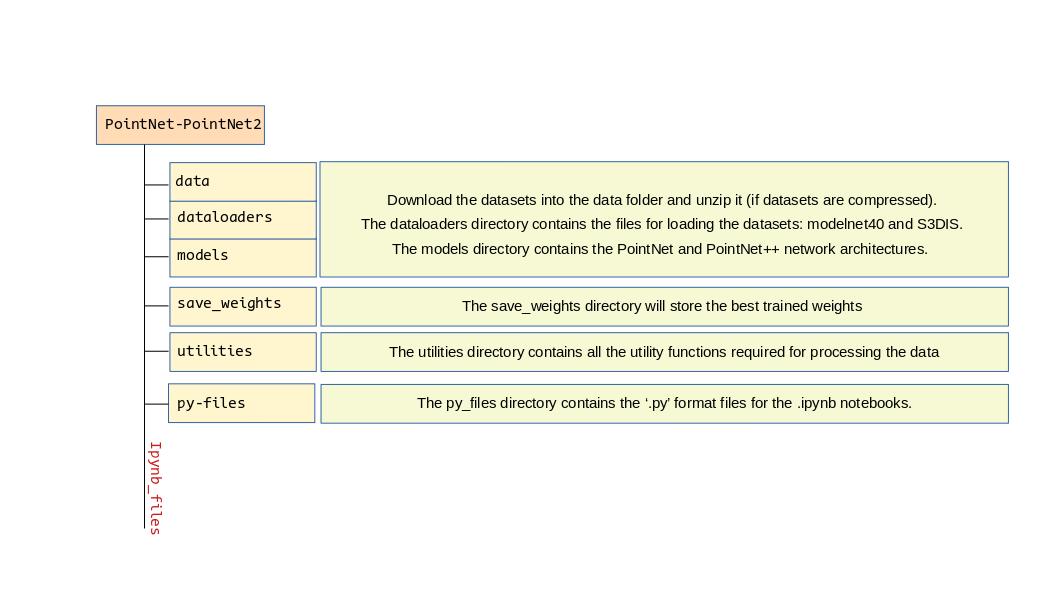 PointNet-PointNet2
data
dataloaders
models
Download the datasets into the data folder and unzip it (if datasets are compressed).
The dataloaders directory contains the files for loading the datasets: modelnet40 and S3DIS.
The models directory contains the PointNet and PointNet++ network architectures.
save_weights
The save_weights directory will store the best trained weights
utilities
The utilities directory contains all the utility functions required for processing the data
py-files
The py_files directory contains the ‘.py’ format files for the .ipynb notebooks.
Ipynb_files